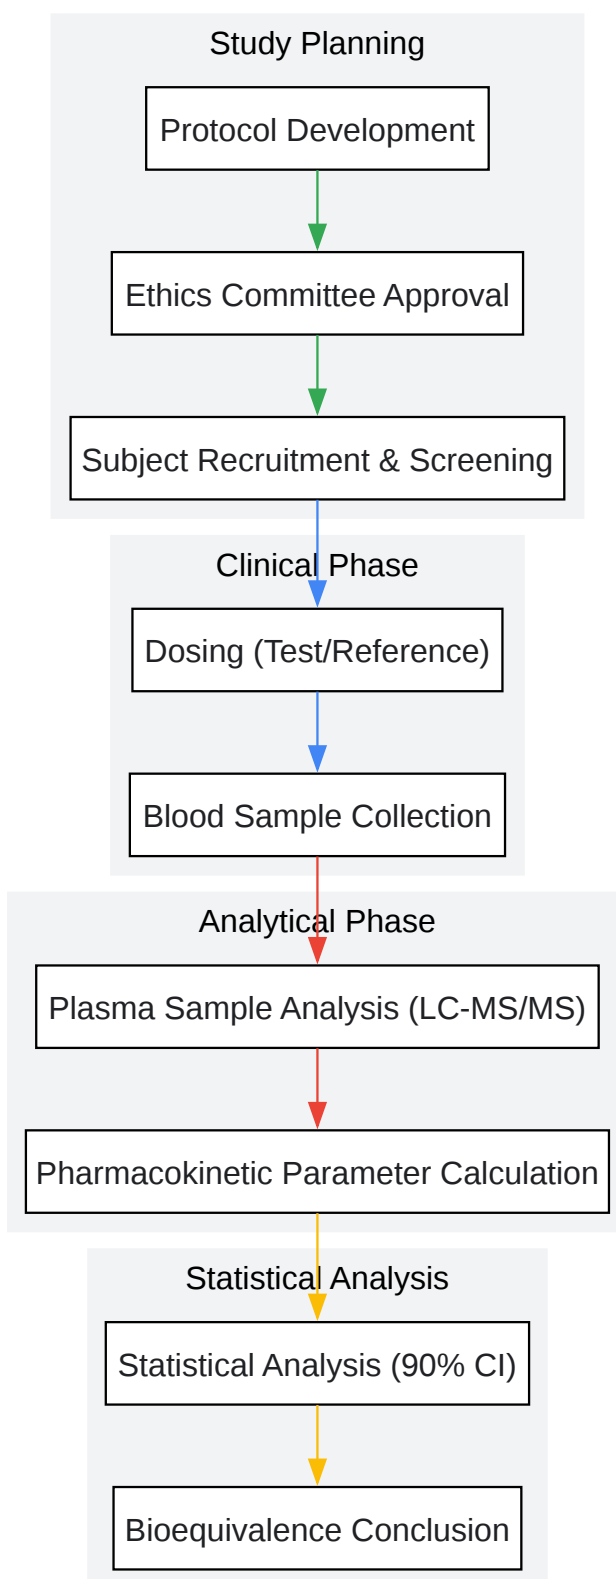 Study Planning
Protocol Development
Ethics Committee Approval
Subject Recruitment & Screening
Clinical Phase
Dosing (Test/Reference)
Blood Sample Collection
Analytical Phase
Plasma Sample Analysis (LC-MS/MS)
Pharmacokinetic Parameter Calculation
Statistical Analysis
Statistical Analysis (90% CI)
Bioequivalence Conclusion